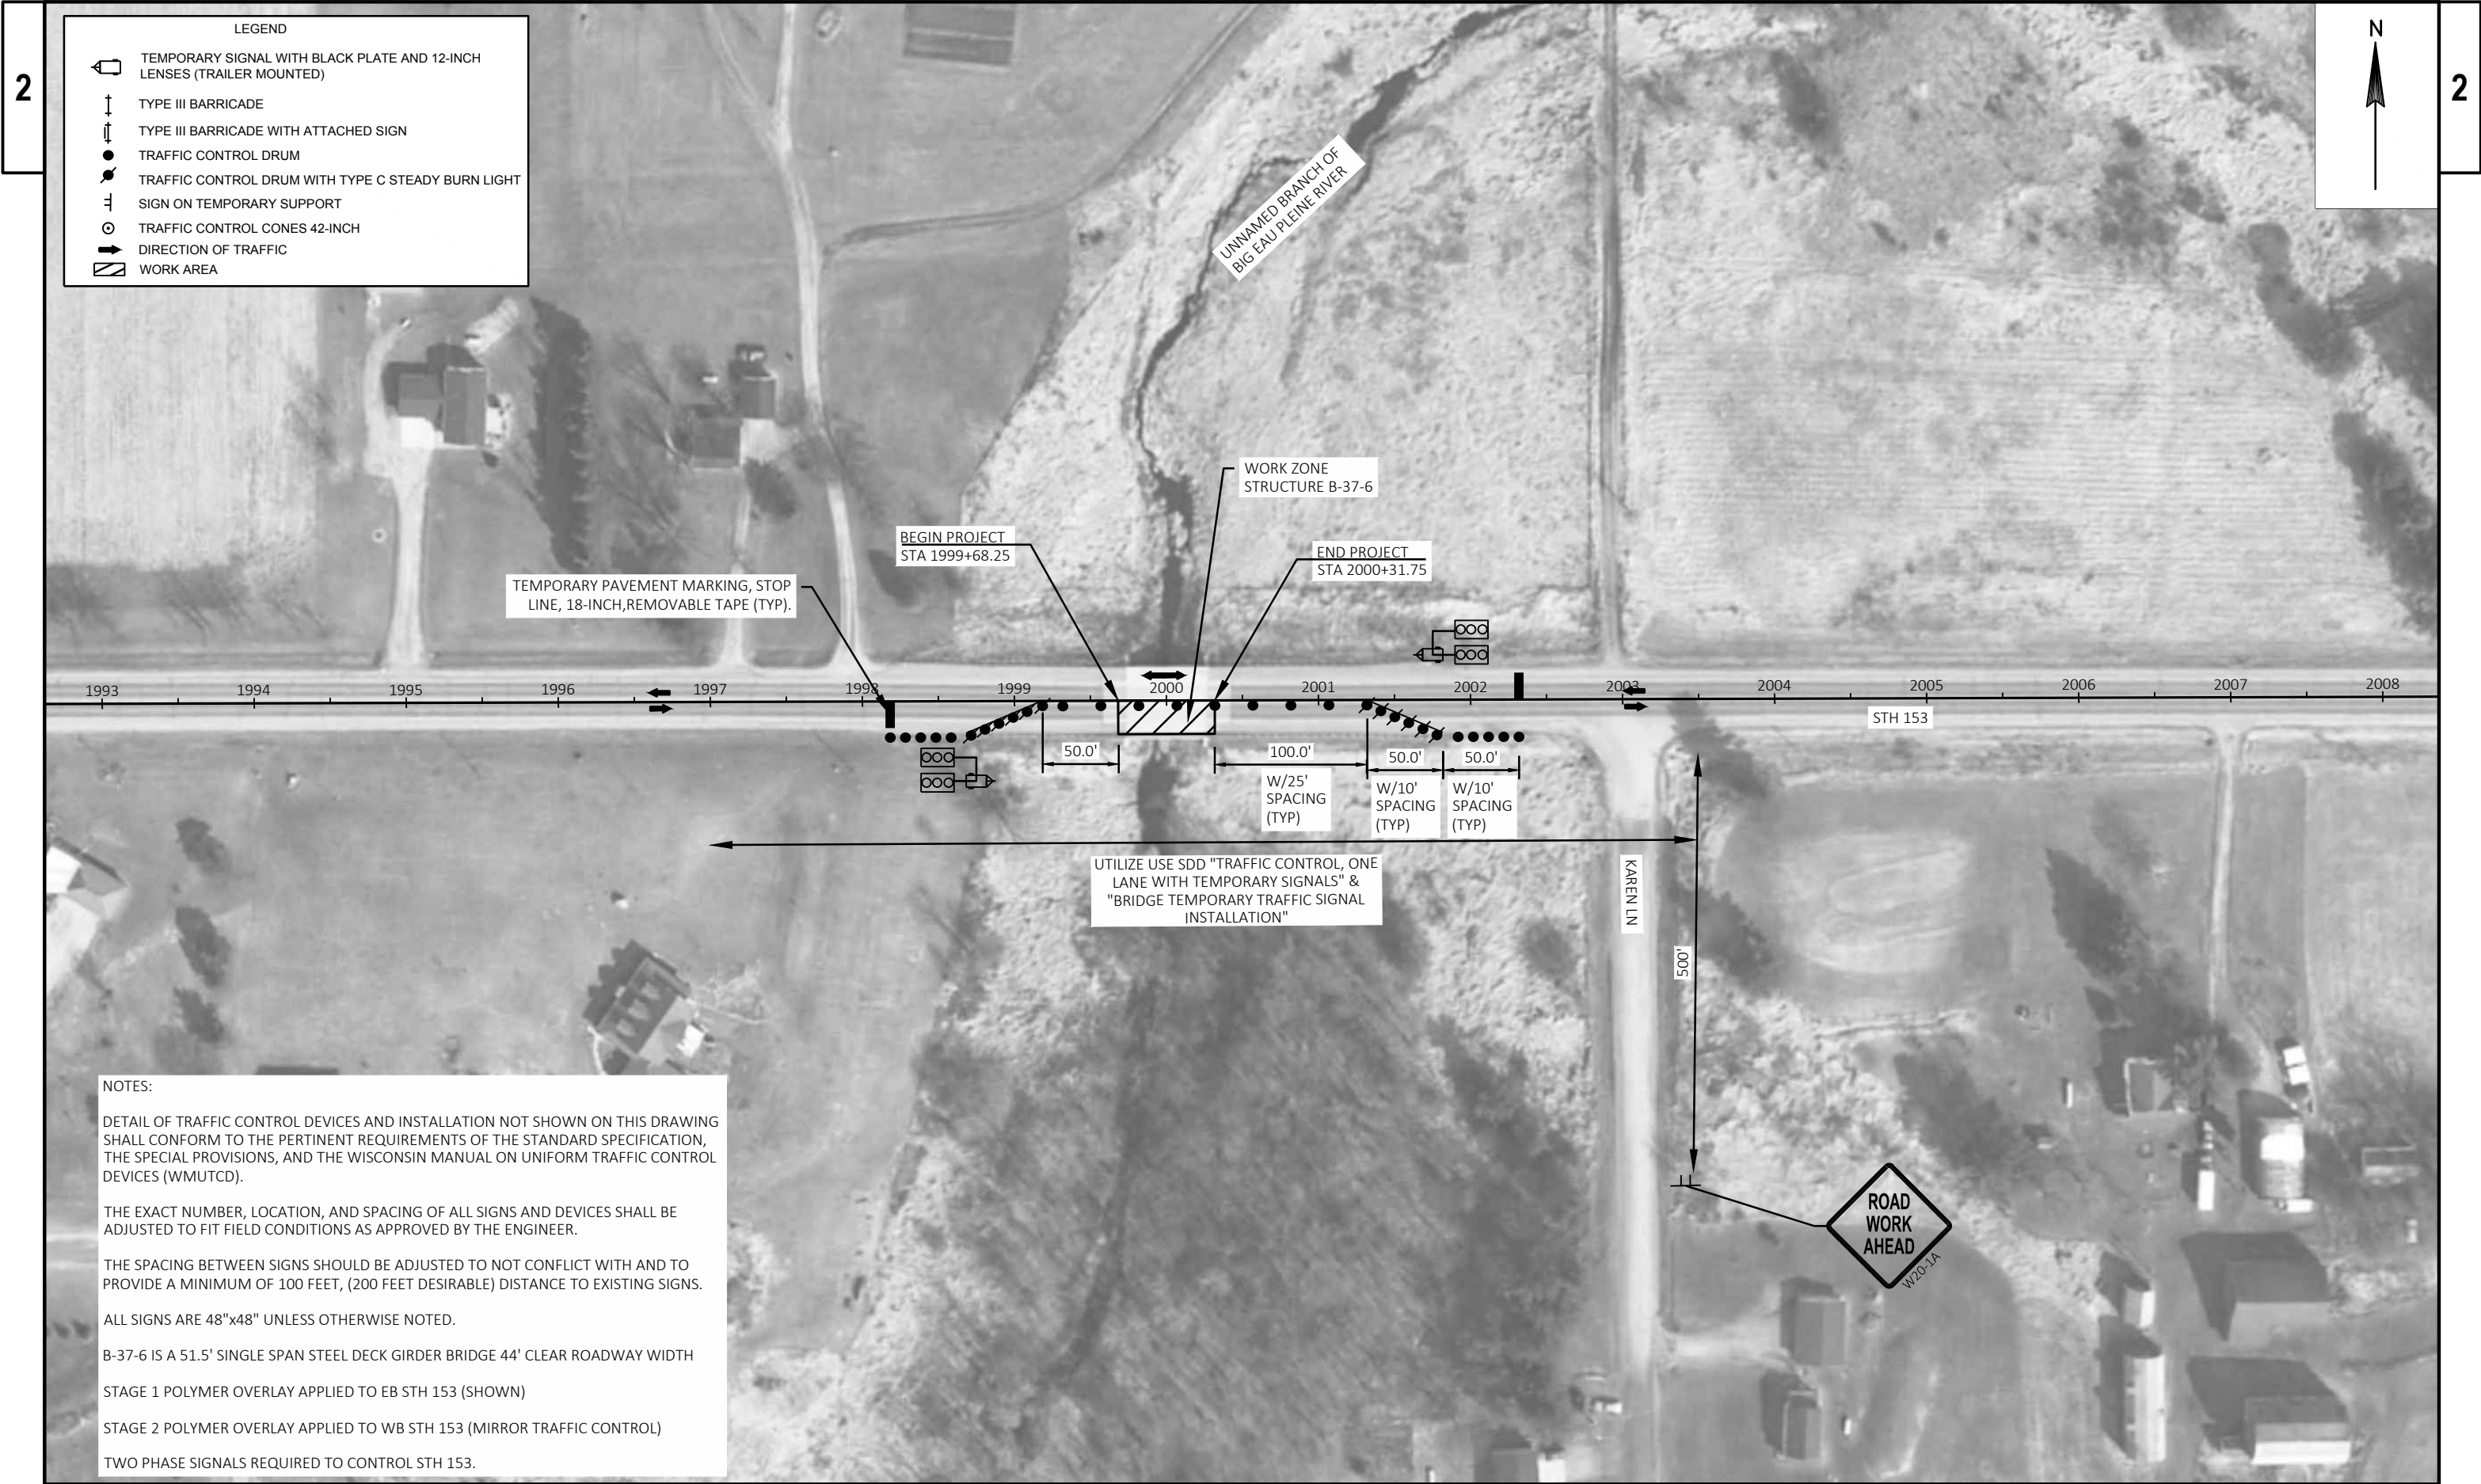 2
2
LEGEND
TEMPORARY SIGNAL WITH BLACK PLATE AND 12-INCH
LENSES (TRAILER MOUNTED)
TYPE III BARRICADE
TYPE III BARRICADE WITH ATTACHED SIGN
TRAFFIC CONTROL DRUM
TRAFFIC CONTROL DRUM WITH TYPE C STEADY BURN LIGHT
SIGN ON TEMPORARY SUPPORT
TRAFFIC CONTROL CONES 42-INCH
DIRECTION OF TRAFFIC
WORK AREA
N
UNNAMED BRANCH OF
BIG EAU PLEINE RIVER
WORK ZONE
STRUCTURE B-37-6
BEGIN PROJECT
STA 1999+68.25
END PROJECT
STA 2000+31.75
TEMPORARY PAVEMENT MARKING, STOP
LINE, 18-INCH,REMOVABLE TAPE (TYP).
1993 1994 1995 1996 1997 1998 1999 2000 2001 2002 2003 2004 2005 2006 2007 2008
STH 153
50.0' 100.0' 50.0' 50.0'
W/25'
SPACING
(TYP)
W/10'
SPACING
(TYP)
W/10'
SPACING
(TYP)
UTILIZE USE SDD "TRAFFIC CONTROL, ONE
LANE WITH TEMPORARY SIGNALS" &
"BRIDGE TEMPORARY TRAFFIC SIGNAL
INSTALLATION"
KAREN LN
500'
ROAD
WORK
AHEAD
W20-1A
NOTES:
DETAIL OF TRAFFIC CONTROL DEVICES AND INSTALLATION NOT SHOWN ON THIS DRAWING
SHALL CONFORM TO THE PERTINENT REQUIREMENTS OF THE STANDARD SPECIFICATION,
THE SPECIAL PROVISIONS, AND THE WISCONSIN MANUAL ON UNIFORM TRAFFIC CONTROL
DEVICES (WMUTCD).
THE EXACT NUMBER, LOCATION, AND SPACING OF ALL SIGNS AND DEVICES SHALL BE
ADJUSTED TO FIT FIELD CONDITIONS AS APPROVED BY THE ENGINEER.
THE SPACING BETWEEN SIGNS SHOULD BE ADJUSTED TO NOT CONFLICT WITH AND TO
PROVIDE A MINIMUM OF 100 FEET, (200 FEET DESIRABLE) DISTANCE TO EXISTING SIGNS.
ALL SIGNS ARE 48"x48" UNLESS OTHERWISE NOTED.
B-37-6 IS A 51.5' SINGLE SPAN STEEL DECK GIRDER BRIDGE 44' CLEAR ROADWAY WIDTH
STAGE 1 POLYMER OVERLAY APPLIED TO EB STH 153 (SHOWN)
STAGE 2 POLYMER OVERLAY APPLIED TO WB STH 153 (MIRROR TRAFFIC CONTROL)
TWO PHASE SIGNALS REQUIRED TO CONTROL STH 153.